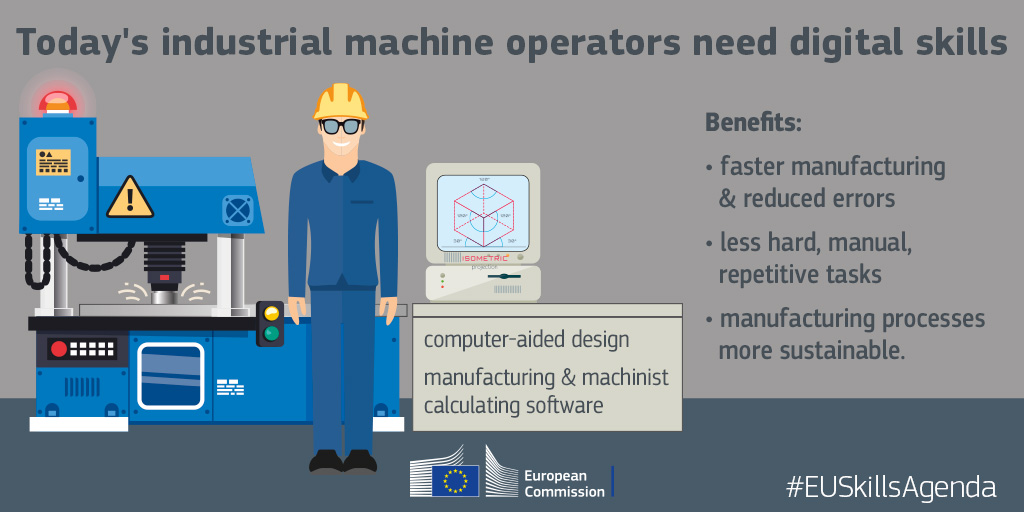 Today's industrial machine operators need digital skills
Benefits:
• faster manufacturing
& reduced errors
• less hard, manual,
repetitive tasks
• manufacturing processes
more sustainable.
!
ISOMETRIC
projection
computer-aided design
manufacturing & machinist
calculating software
European
Commission
#EUSkillsAgenda